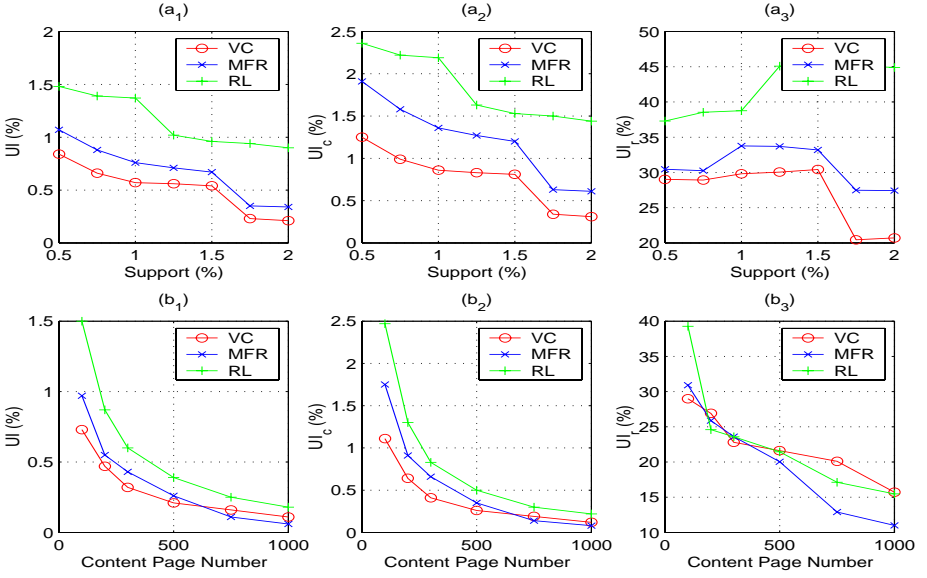 (a1) (a2) (a3)
2 1.5 1 0.5 0
UI (%)
VC
MFR
RL
0.5 1 1.5 2
Support (%)
2.5 2 1.5 1 0.5 0
UIc (%)
VC
MFR
RL
0.5 1 1.5 2
Support (%)
50 45 40 35 30 25 20
UIr (%)
VC
MFR
RL
0.5 1 1.5 2
Support (%)
(b1) (b2) (b3)
1.5 1 0.5 0
UI (%)
VC
MFR
RL
0 500 1000
Content Page Number
2.5 2 1.5 1 0.5 0
UIc (%)
VC
MFR
RL
0 500 1000
Content Page Number
40 35 30 25 20 15 10
UIr (%)
VC
MFR
RL
0 500 1000
Content Page Number